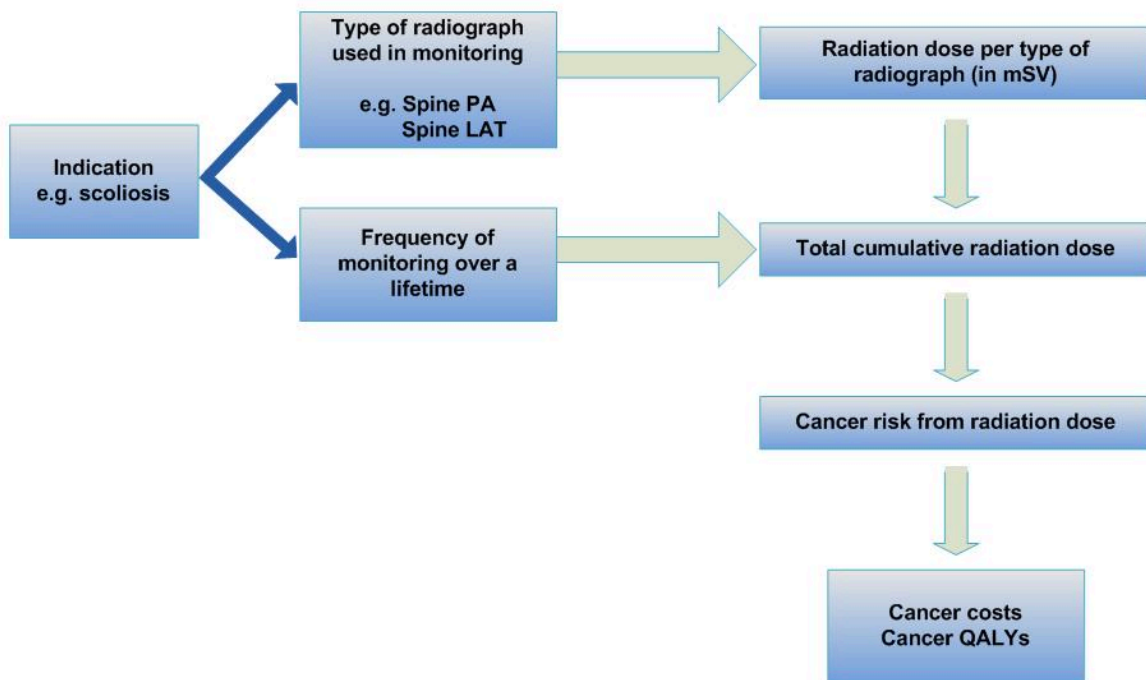 Type of radiograph
used in monitoring
e.g. Spine PA
Spine LAT
Radiation dose per type of
radiograph (in mSV)
Indication
e.g. scoliosis
Frequency of
monitoring over a
lifetime
Total cumulative radiation dose
Cancer risk from radiation dose
Cancer costs
Cancer QALYs